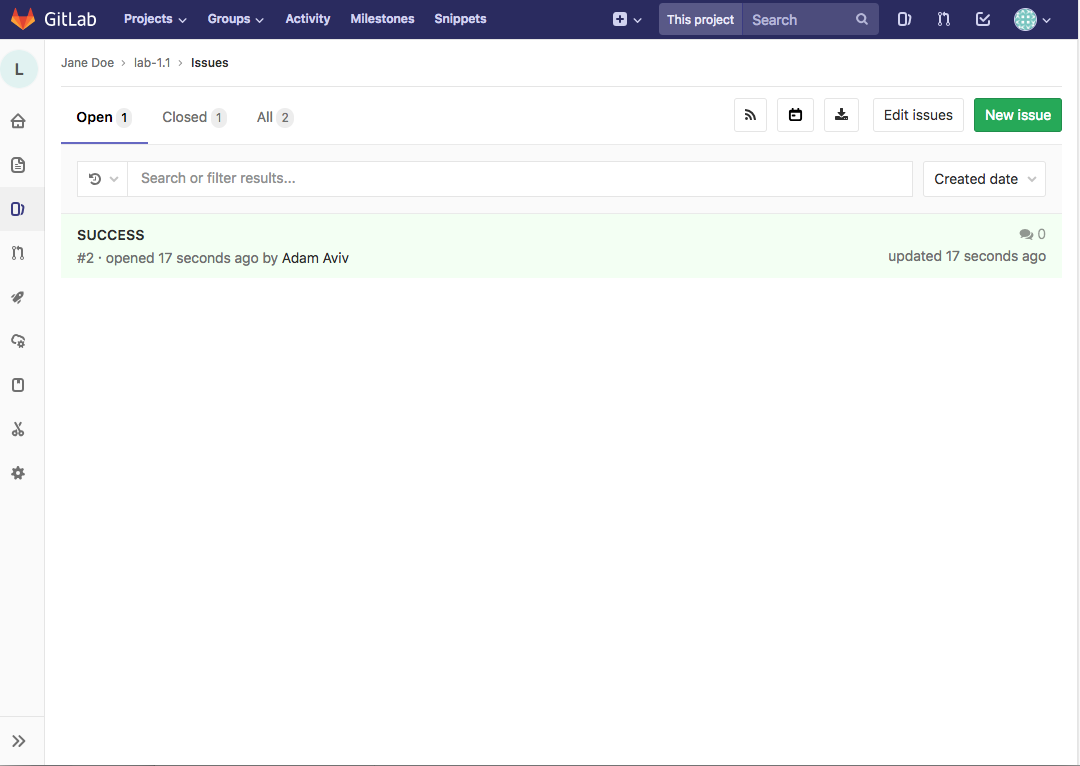 GitLab Projects Groups Activity Milestones Snippets This project Search
L
Jane Doe › lab-1.1 › Issues
Open 1 Closed 1 All 2 Edit issues New issue
Search or filter results... Created date
SUCCESS 0
#2 · opened 17 seconds ago by Adam Aviv updated 17 seconds ago